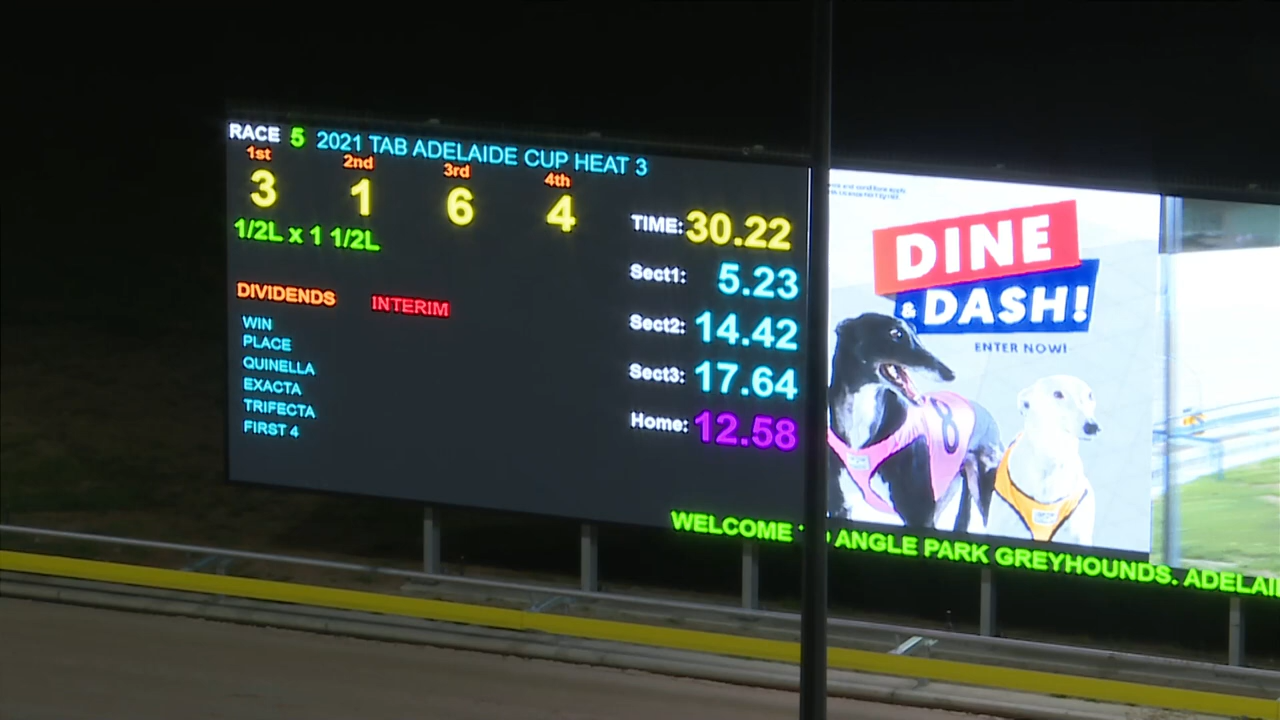 RACE 5 2021 TAB ADELAIDE CUP HEAT 3
1st 2nd 3rd 4th
3 1 6 4
1/2L x 1 1/2L
DIVIDENDS INTERIM
WIN
PLACE
QUINELLA
EXACTA
TRIFECTA
FIRST 4
TIME: 30.22
Sect1: 5.23
Sect2: 14.42
Sect3: 17.64
Home: 12.58
DINE
& DASH!
ENTER NOW!
8
WELCOME ANGLE PARK GREYHOUNDS. ADELAI